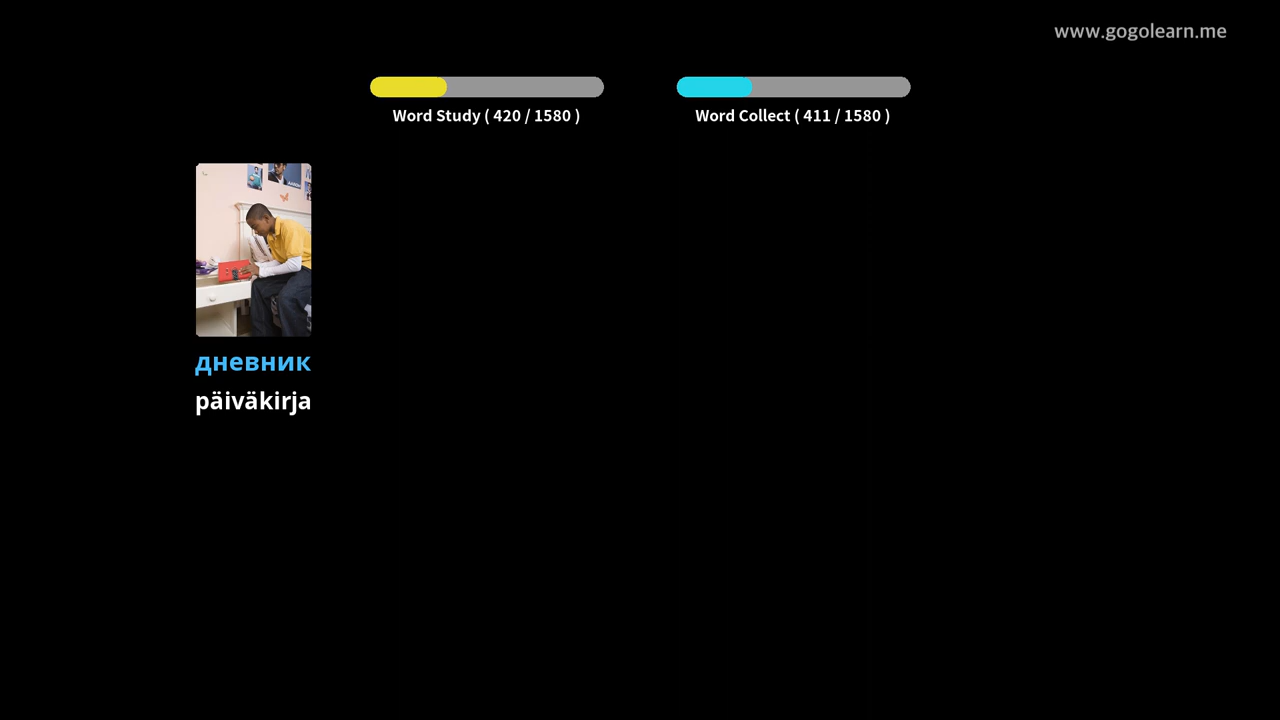 www.gogolearn.me
Word Study ( 420 / 1580 )
Word Collect ( 411 / 1580 )
дневник
päiväkirja